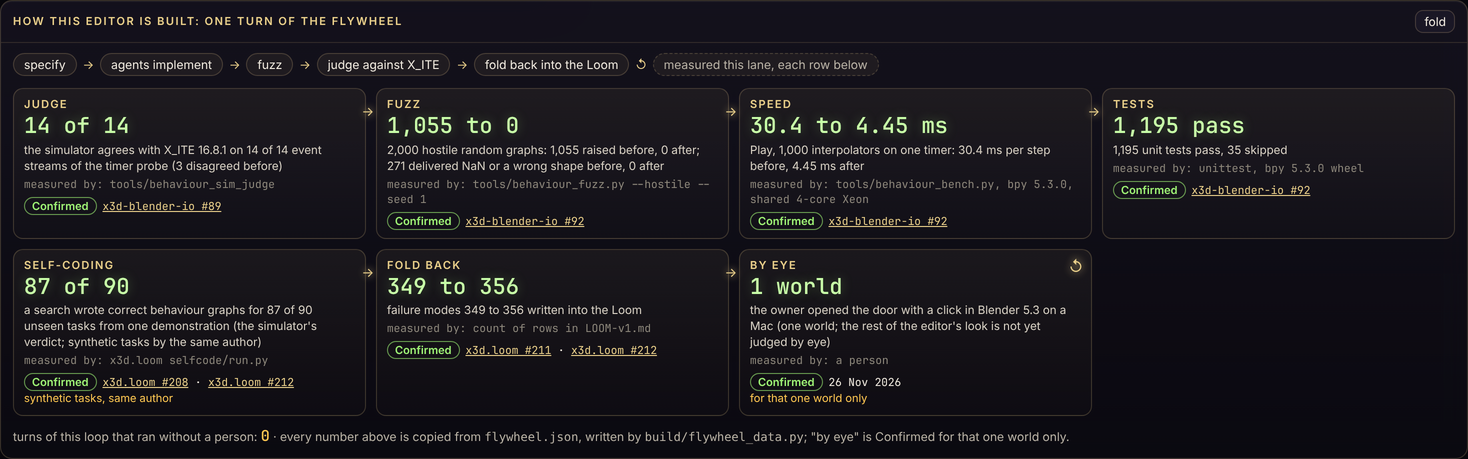 HOW THIS EDITOR IS BUILT: ONE TURN OF THE FLYWHEEL
fold
specify → agents implement → fuzz → judge against X_ITE → fold back into the Loom ↺ measured this lane, each row below
JUDGE
14 of 14
the simulator agrees with X_ITE 16.8.1 on 14 of 14 event
streams of the timer probe (3 disagreed before)
measured by: tools/behaviour_sim_judge
Confirmed x3d-blender-io #89
→
FUZZ
1,055 to 0
2,000 hostile random graphs: 1,055 raised before, 0 after;
271 delivered NaN or a wrong shape before, 0 after
measured by: tools/behaviour_fuzz.py --hostile --
seed 1
Confirmed x3d-blender-io #92
→
SPEED
30.4 to 4.45 ms
Play, 1,000 interpolators on one timer: 30.4 ms per step
before, 4.45 ms after
measured by: tools/behaviour_bench.py, bpy 5.3.0,
shared 4-core Xeon
Confirmed x3d-blender-io #92
→
TESTS
1,195 pass
1,195 unit tests pass, 35 skipped
measured by: unittest, bpy 5.3.0 wheel
Confirmed x3d-blender-io #92
SELF-CODING
87 of 90
a search wrote correct behaviour graphs for 87 of 90
unseen tasks from one demonstration (the simulator's
verdict; synthetic tasks by the same author)
measured by: x3d.loom selfcode/run.py
Confirmed x3d.loom #208 · x3d.loom #212
synthetic tasks, same author
→
FOLD BACK
349 to 356
failure modes 349 to 356 written into the Loom
measured by: count of rows in LOOM-v1.md
Confirmed x3d.loom #211 · x3d.loom #212
→
BY EYE
↺
1 world
the owner opened the door with a click in Blender 5.3 on a
Mac (one world; the rest of the editor's look is not yet
judged by eye)
measured by: a person
Confirmed 26 Nov 2026
for that one world only
turns of this loop that ran without a person: 0 · every number above is copied from flywheel.json, written by build/flywheel_data.py; "by eye" is Confirmed for that one world only.